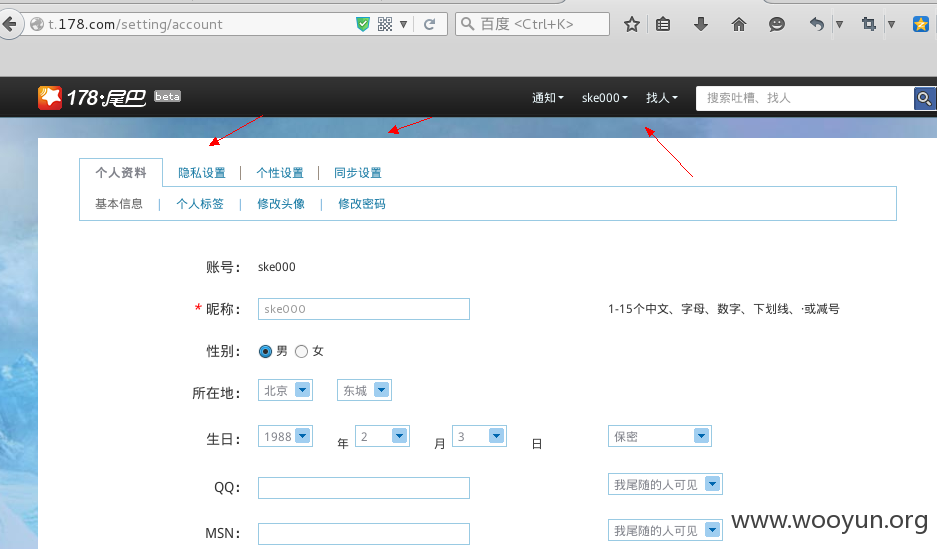 t.178.com/setting/account
百度 <Ctrl+K>
178·尾巴 beta
通知 ske000 找人 搜索吐槽、找人
个人资料 隐私设置 | 个性设置 | 同步设置
基本信息 | 个人标签 | 修改头像 | 修改密码
账号： ske000
* 昵称： ske000 1-15个中文、字母、数字、下划线、·或减号
性别： 男 女
所在地： 北京 东城
生日： 1988 年 2 月 3 日 保密
QQ： 我尾随的人可见
MSN： 我尾随的人可见
www.wooyun.org